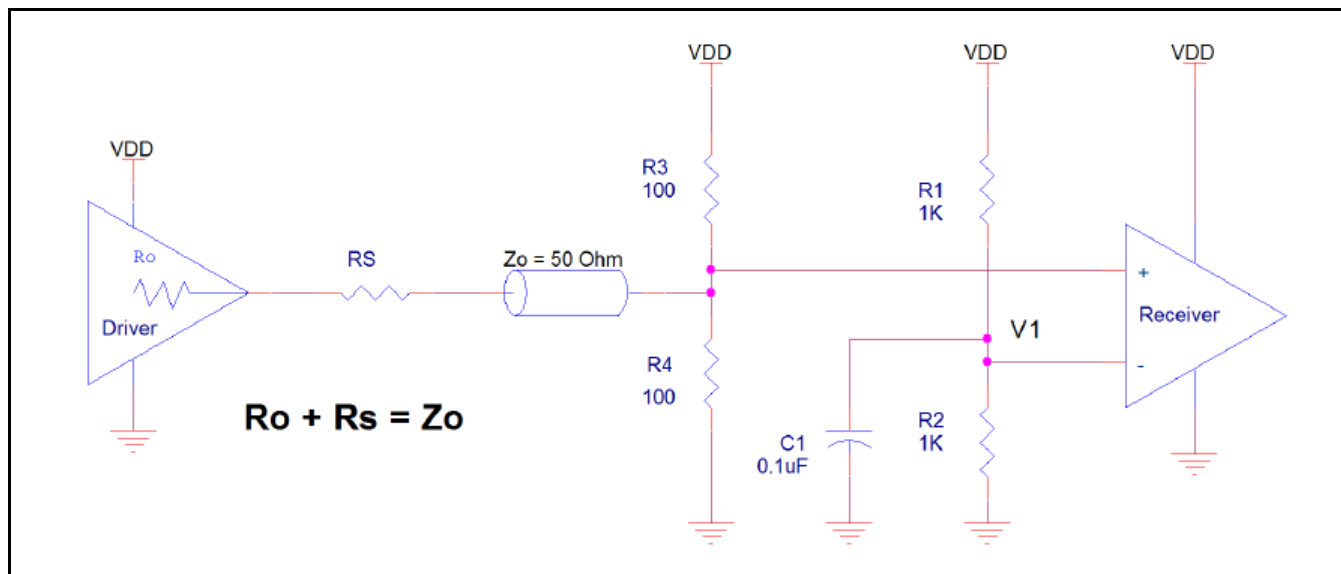 VDD
VDD
VDD
VDD
R3
100
R1
1K
Ro
RS
Zo = 50 Ohm
+
Driver
Receiver
V1
-
R4
100
R2
1K
Ro + Rs = Zo
C1
0.1uF